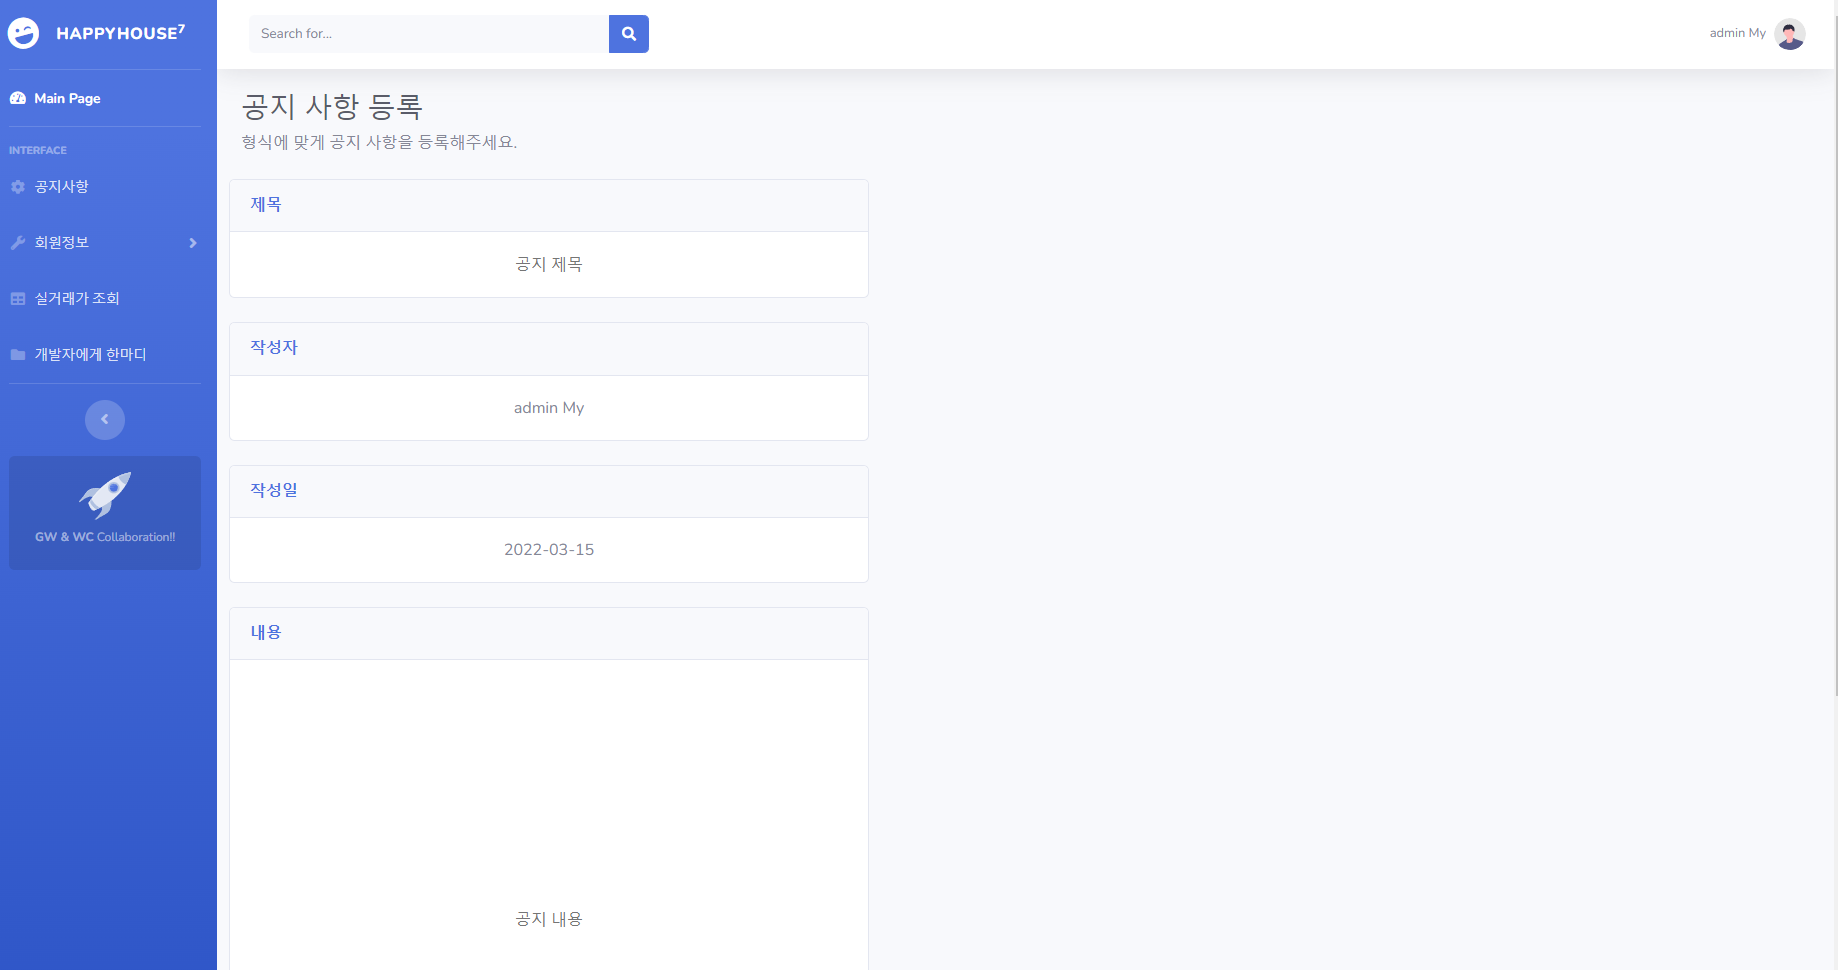 HAPPYHOUSE7
Main Page
INTERFACE
공지사항
회원정보
실거래가 조회
개발자에게 한마디
GW & WC Collaboration!!
Search for...
admin My
공지 사항 등록
형식에 맞게 공지 사항을 등록해주세요.
제목
공지 제목
작성자
admin My
작성일
2022-03-15
내용
공지 내용